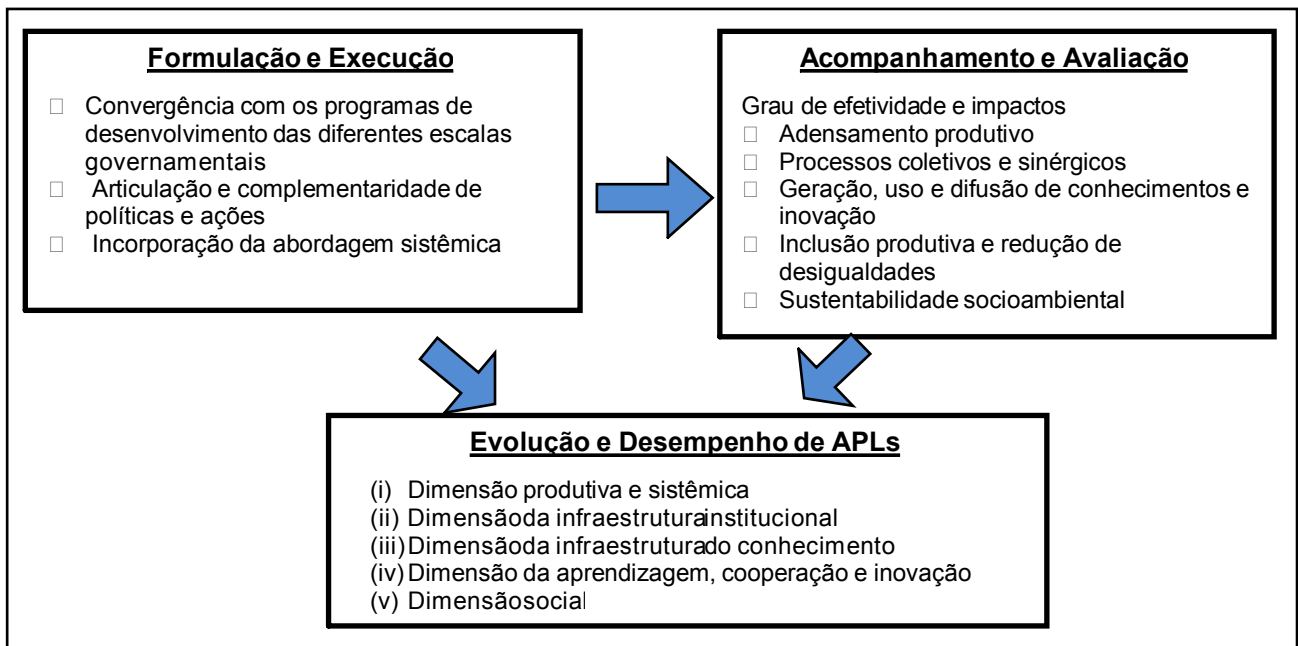 Formulação e Execução
□ Convergência com os programas de
desenvolvimento das diferentes escalas
governamentais
□ Articulação e complementaridade de
políticas e ações
□ Incorporação da abordagem sistêmica
Acompanhamento e Avaliação
Grau de efetividade e impactos
□ Adensamento produtivo
□ Processos coletivos e sinérgicos
□ Geração, uso e difusão de conhecimentos e
inovação
□ Inclusão produtiva e redução de
desigualdades
□ Sustentabilidade socioambiental
Evolução e Desempenho de APLs
(i) Dimensão produtiva e sistêmica
(ii) Dimensãoda infraestruturainstitucional
(iii) Dimensãoda infraestruturado conhecimento
(iv) Dimensão da aprendizagem, cooperação e inovação
(v) Dimensãosocial